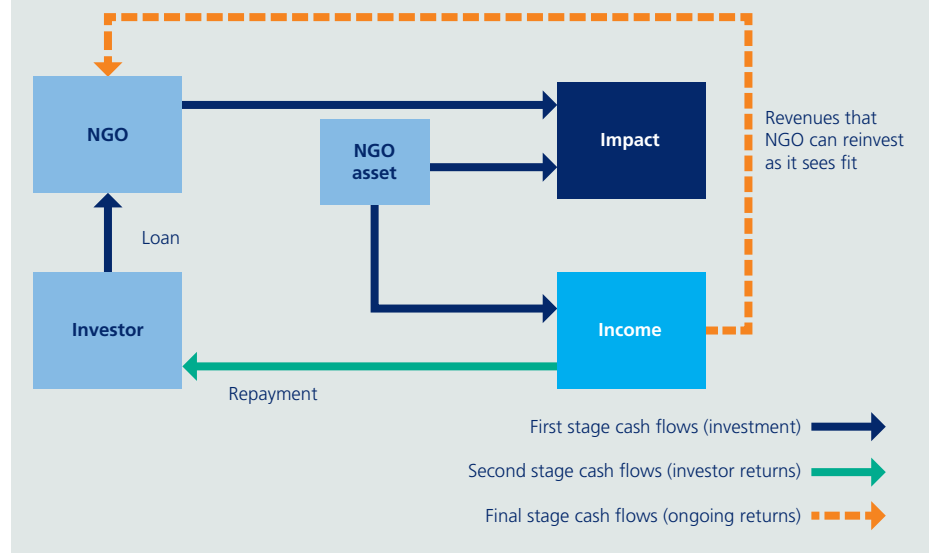 NGO
NGO
asset
Impact
Revenues that
NGO can reinvest
as it sees fit
Loan
Investor
Income
Repayment
First stage cash flows (investment)
Second stage cash flows (investor returns)
Final stage cash flows (ongoing returns)